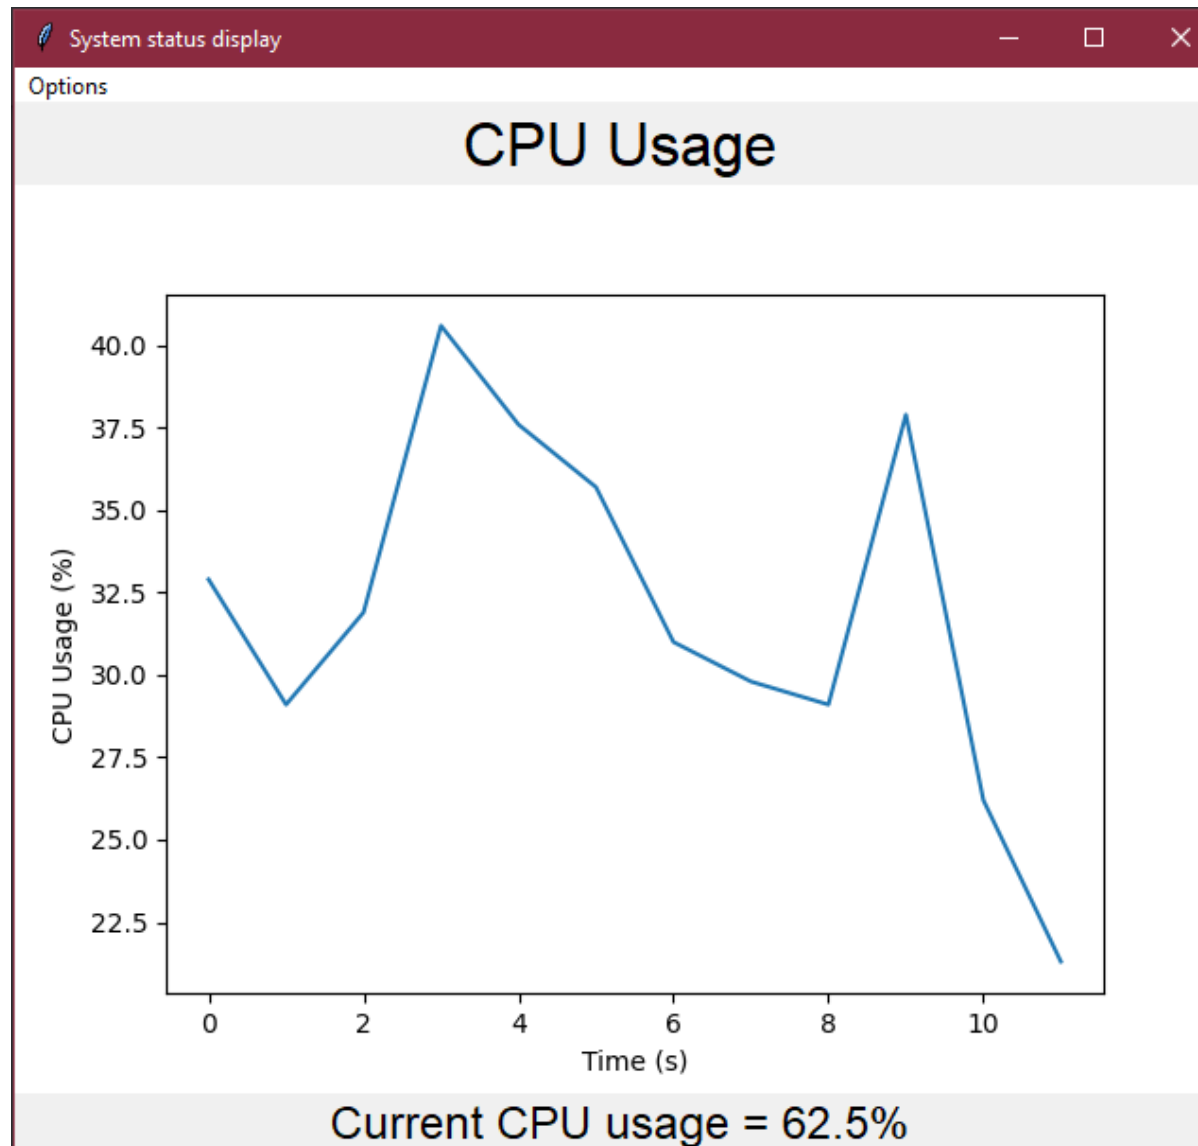 System status display
Options
CPU Usage
40.0
37.5
35.0
32.5
30.0
27.5
25.0
22.5
CPU Usage (%)
0 2 4 6 8 10
Time (s)
Current CPU usage = 62.5%